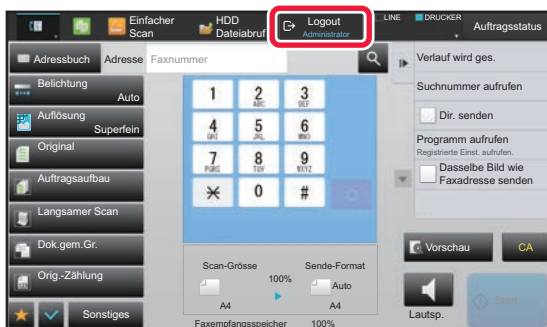 Einfacher Scan
HDD Dateiabruf
Logout
Administrator
LINE
DRUCKER
Auftragsstatus
Adressbuch
Adresse
Faxnummer
Verlauf wird ges.
Belichtung
Auto
Suchnummer aufrufen
Auflösung
Superfein
Dir. senden
Original
Programm aufrufen
Registrierte Einst. aufrufen.
Auftragsaufbau
Dasselbe Bild wie
Faxadresse senden
Langsamer Scan
1
2
ABC
3
DEF
4
GHI
5
JKL
6
MNO
7
PQRS
8
TUV
9
WXYZ
0
#
Dok.gem.Gr.
Vorschau
CA
Orig.-Zählung
Scan-Grösse
100%
Sende-Format
Auto
A4
A4
Start
Sonstiges
Lautsp.
Faxempfangsspeicher
100%